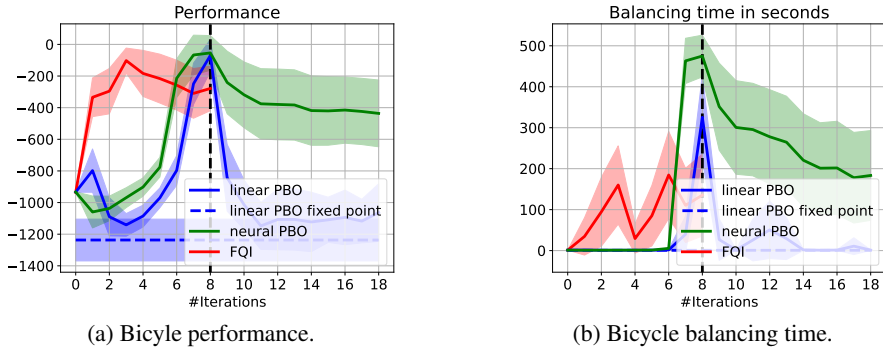 Performance
0
−200
−400
−600
−800
−1000
−1200
−1400
0 2 4 6 8 10 12 14 16 18
#Iterations
linear PBO
linear PBO fixed point
neural PBO
FQI
(a) Bicyle performance.
Balancing time in seconds
500
400
300
200
100
0
0 2 4 6 8 10 12 14 16 18
#Iterations
linear PBO
linear PBO fixed point
neural PBO
FQI
(b) Bicycle balancing time.